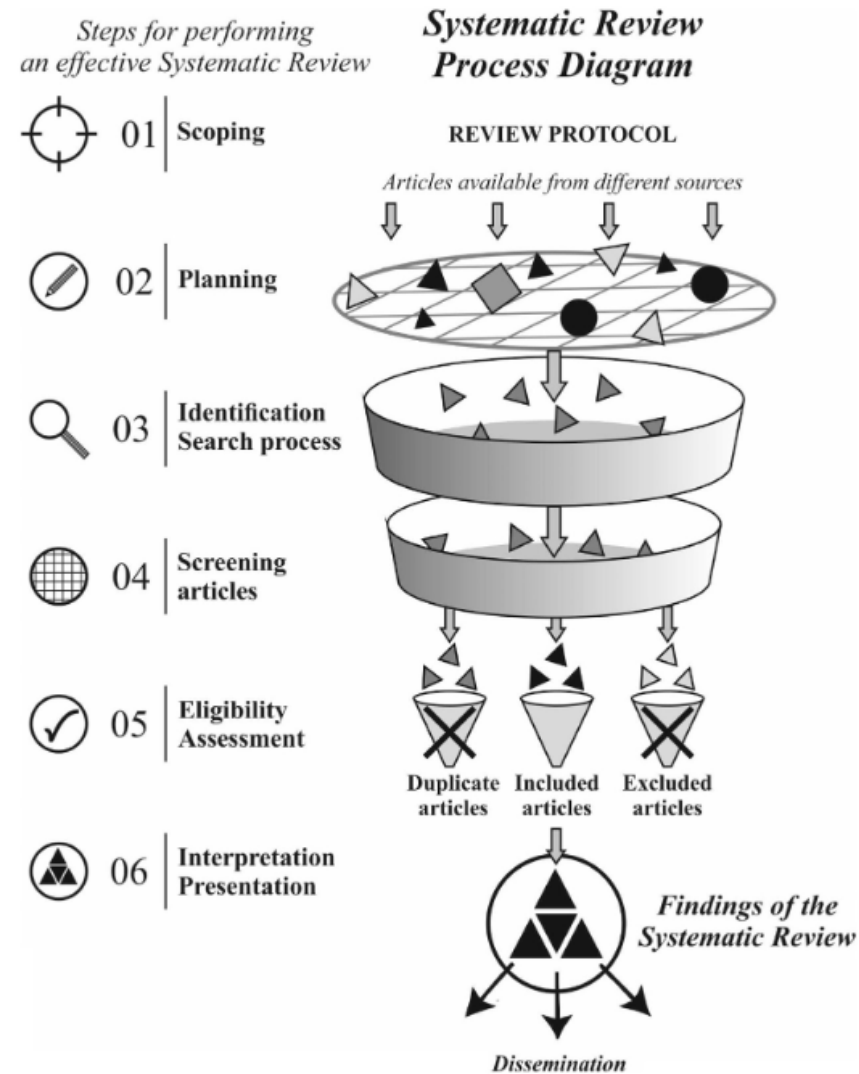 Steps for performing
an effective Systematic Review
01 Scoping
02 Planning
03 Identification
Search process
04 Screening
articles
05 Eligibility
Assessment
06 Interpretation
Presentation
Systematic Review
Process Diagram
REVIEW PROTOCOL
Articles available from different sources
Duplicate articles
Included articles
Excluded articles
Findings of the
Systematic Review
Dissemination